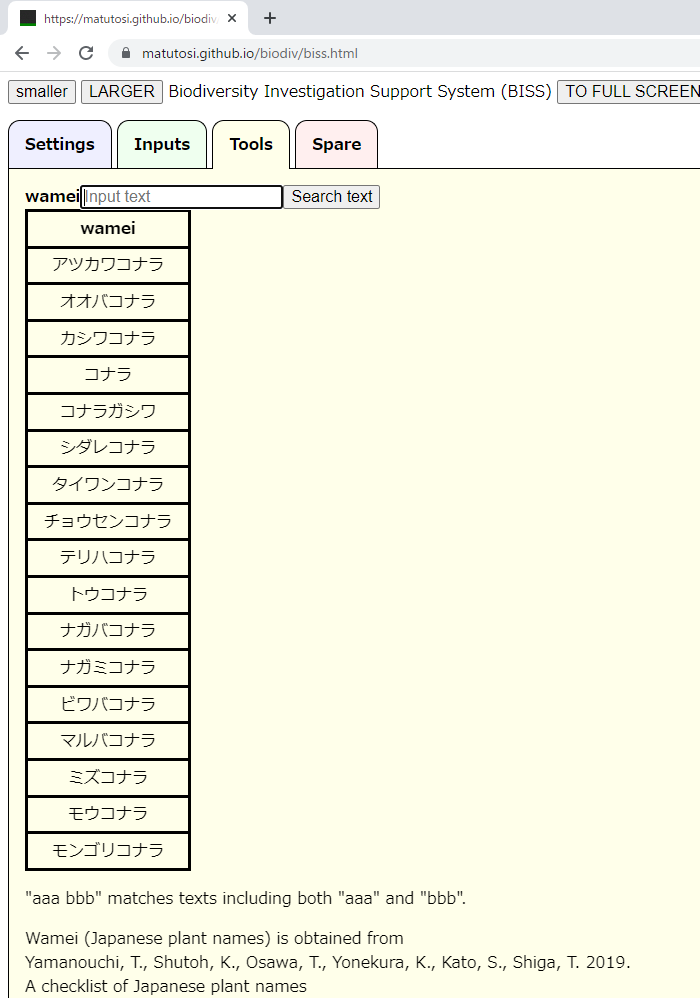 https://matutosi.github.io/biodiv
matutosi.github.io/biodiv/biss.html
smaller LARGER Biodiversity Investigation Support System (BISS) TO FULL SCREEN
Settings Inputs Tools Spare
wamei Input text Search text
wamei
アツカワコナラ
オオバコナラ
カシワコナラ
コナラ
コナラガシワ
シダレコナラ
タイワンコナラ
チョウセンコナラ
テリハコナラ
トウコナラ
ナガバコナラ
ナガミコナラ
ビワバコナラ
マルバコナラ
ミズコナラ
モウコナラ
モンゴリコナラ
"aaa bbb" matches texts including both "aaa" and "bbb".
Wamei (Japanese plant names) is obtained from
Yamanouchi, T., Shutoh, K., Osawa, T., Yonekura, K., Kato, S., Shiga, T. 2019.
A checklist of Japanese plant names